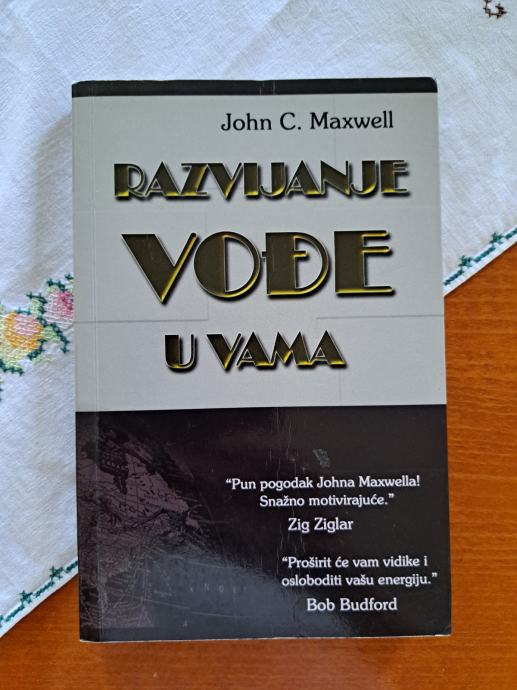 John C. Maxwell
RAZVIJANJE
VOĐE
U VAMA
“Pun pogodak Johna Maxwella!
Snažno motivirajuće.”
Zig Ziglar
“Proširit će vam vidike i
osloboditi vašu energiju.”
Bob Budford